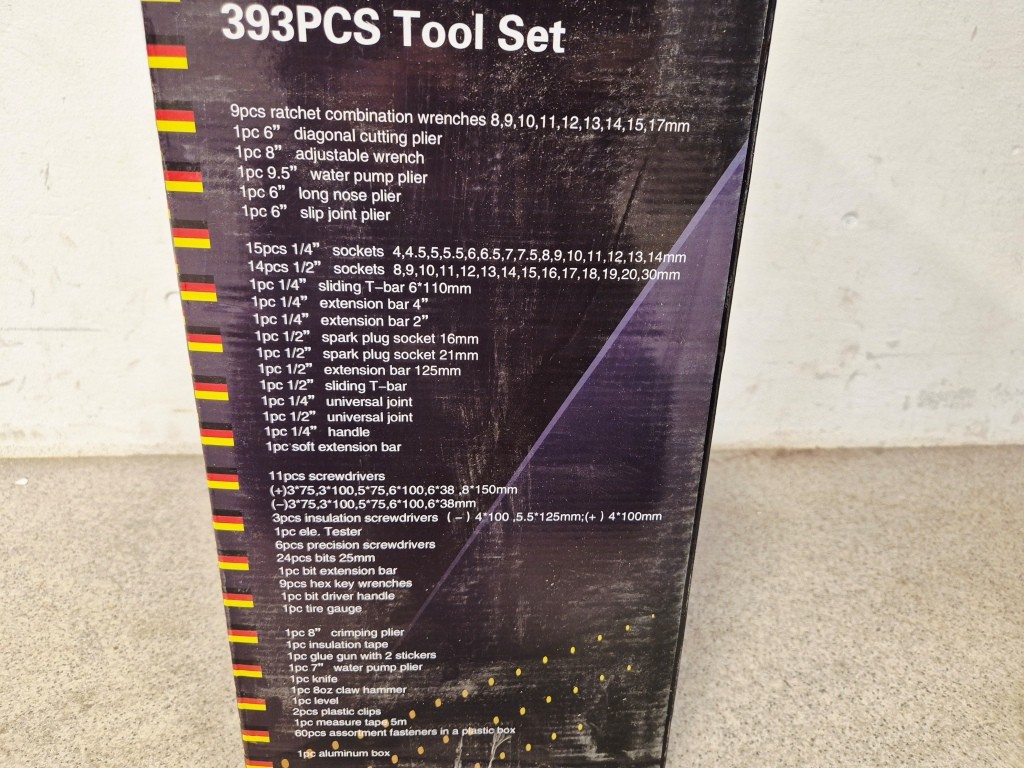 393PCS Tool Set
9pcs ratchet combination wrenches 8,9,10,11,12,13,14,15,17mm
1pc 6” diagonal cutting plier
1pc 8” adjustable wrench
1pc 9.5” water pump plier
1pc 6” long nose plier
1pc 6” slip joint plier
15pcs 1/4” sockets 4,4.5,5,5.5,6,6.5,7,7.5,8,9,10,11,12,13,14mm
14pcs 1/2” sockets 8,9,10,11,12,13,14,15,16,17,18,19,20,30mm
1pc 1/4” sliding T-bar 6*110mm
1pc 1/4” extension bar 4”
1pc 1/4” extension bar 2”
1pc 1/2” spark plug socket 16mm
1pc 1/2” spark plug socket 21mm
1pc 1/2” extension bar 125mm
1pc 1/2” sliding T-bar
1pc 1/4” universal joint
1pc 1/2” universal joint
1pc 1/4” handle
1pc soft extension bar
11pcs screwdrivers
(+)3*75,3*100,5*75,6*100,6*38 ,8*150mm
(-)3*75,3*100,5*75,6*100,6*38mm
3pcs insulation screwdrivers (-) 4*100 ,5.5*125mm;(+) 4*100mm
1pc ele. Tester
6pcs precision screwdrivers
24pcs bits 25mm
1pc bit extension bar
9pcs hex key wrenches
1pc bit driver handle
1pc tire gauge
1pc 8” crimping plier
1pc insulation tape
1pc glue gun with 2 stickers
1pc 7” water pump plier
1pc knife
1pc 8oz claw hammer
1pc level
2pcs plastic clips
1pc measure tape 5m
60pcs assortment fasteners in a plastic box
1pc aluminum box